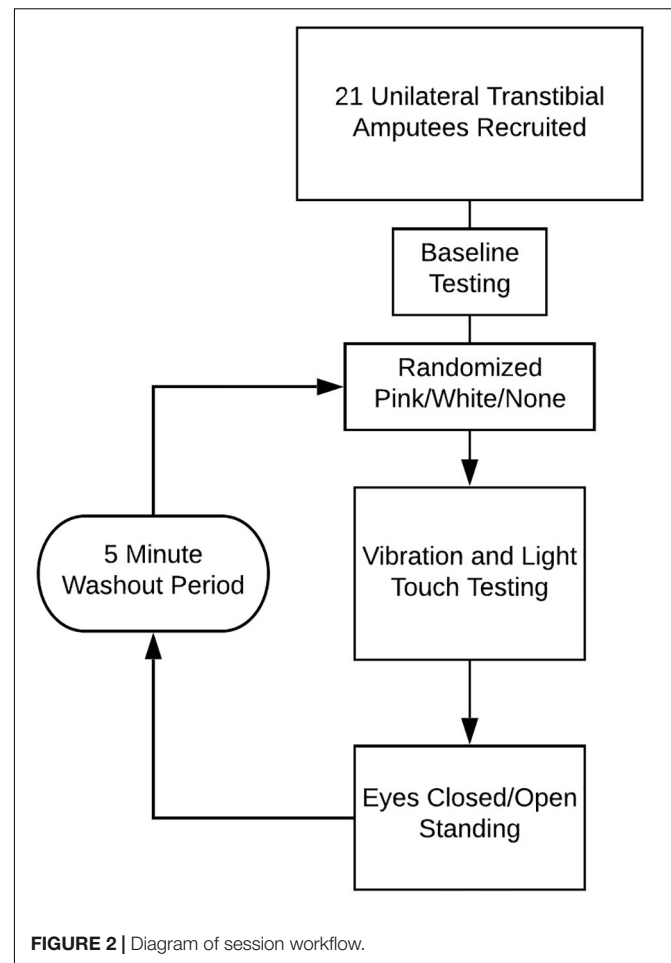 21 Unilateral Transtibial
Amputees Recruited
Baseline
Testing
Randomized
Pink/White/None
5 Minute
Washout Period
Vibration and Light
Touch Testing
Eyes Closed/Open
Standing
FIGURE 2 | Diagram of session workflow.